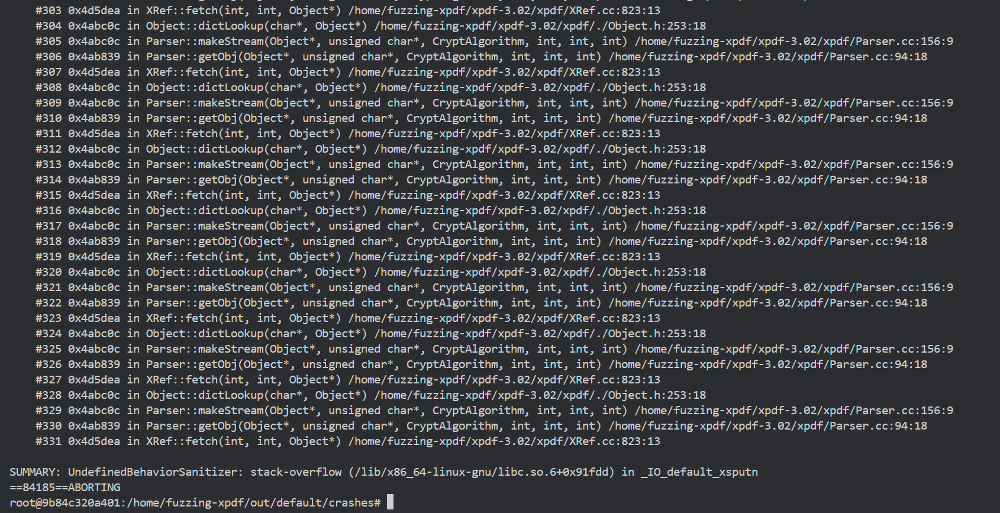 #303 0x4d5dea in XRef::fetch(int, int, Object*) /home/fuzzing-xpdf/xpdf-3.02/xpdf/XRef.cc:823:13
#304 0x4abc0c in Object::dictLookup(char*, Object*) /home/fuzzing-xpdf/xpdf-3.02/xpdf/./Object.h:253:18
#305 0x4abc0c in Parser::makeStream(Object*, unsigned char*, CryptAlgorithm, int, int, int) /home/fuzzing-xpdf/xpdf-3.02/xpdf/Parser.cc:156:9
#306 0x4ab839 in Parser::getObj(Object*, unsigned char*, CryptAlgorithm, int, int, int) /home/fuzzing-xpdf/xpdf-3.02/xpdf/Parser.cc:94:18
#307 0x4d5dea in XRef::fetch(int, int, Object*) /home/fuzzing-xpdf/xpdf-3.02/xpdf/XRef.cc:823:13
#308 0x4abc0c in Object::dictLookup(char*, Object*) /home/fuzzing-xpdf/xpdf-3.02/xpdf/./Object.h:253:18
#309 0x4abc0c in Parser::makeStream(Object*, unsigned char*, CryptAlgorithm, int, int, int) /home/fuzzing-xpdf/xpdf-3.02/xpdf/Parser.cc:156:9
#310 0x4ab839 in Parser::getObj(Object*, unsigned char*, CryptAlgorithm, int, int, int) /home/fuzzing-xpdf/xpdf-3.02/xpdf/Parser.cc:94:18
#311 0x4d5dea in XRef::fetch(int, int, Object*) /home/fuzzing-xpdf/xpdf-3.02/xpdf/XRef.cc:823:13
#312 0x4abc0c in Object::dictLookup(char*, Object*) /home/fuzzing-xpdf/xpdf-3.02/xpdf/./Object.h:253:18
#313 0x4abc0c in Parser::makeStream(Object*, unsigned char*, CryptAlgorithm, int, int, int) /home/fuzzing-xpdf/xpdf-3.02/xpdf/Parser.cc:156:9
#314 0x4ab839 in Parser::getObj(Object*, unsigned char*, CryptAlgorithm, int, int, int) /home/fuzzing-xpdf/xpdf-3.02/xpdf/Parser.cc:94:18
#315 0x4d5dea in XRef::fetch(int, int, Object*) /home/fuzzing-xpdf/xpdf-3.02/xpdf/XRef.cc:823:13
#316 0x4abc0c in Object::dictLookup(char*, Object*) /home/fuzzing-xpdf/xpdf-3.02/xpdf/./Object.h:253:18
#317 0x4abc0c in Parser::makeStream(Object*, unsigned char*, CryptAlgorithm, int, int, int) /home/fuzzing-xpdf/xpdf-3.02/xpdf/Parser.cc:156:9
#318 0x4ab839 in Parser::getObj(Object*, unsigned char*, CryptAlgorithm, int, int, int) /home/fuzzing-xpdf/xpdf-3.02/xpdf/Parser.cc:94:18
#319 0x4d5dea in XRef::fetch(int, int, Object*) /home/fuzzing-xpdf/xpdf-3.02/xpdf/XRef.cc:823:13
#320 0x4abc0c in Object::dictLookup(char*, Object*) /home/fuzzing-xpdf/xpdf-3.02/xpdf/./Object.h:253:18
#321 0x4abc0c in Parser::makeStream(Object*, unsigned char*, CryptAlgorithm, int, int, int) /home/fuzzing-xpdf/xpdf-3.02/xpdf/Parser.cc:156:9
#322 0x4ab839 in Parser::getObj(Object*, unsigned char*, CryptAlgorithm, int, int, int) /home/fuzzing-xpdf/xpdf-3.02/xpdf/Parser.cc:94:18
#323 0x4d5dea in XRef::fetch(int, int, Object*) /home/fuzzing-xpdf/xpdf-3.02/xpdf/XRef.cc:823:13
#324 0x4abc0c in Object::dictLookup(char*, Object*) /home/fuzzing-xpdf/xpdf-3.02/xpdf/./Object.h:253:18
#325 0x4abc0c in Parser::makeStream(Object*, unsigned char*, CryptAlgorithm, int, int, int) /home/fuzzing-xpdf/xpdf-3.02/xpdf/Parser.cc:156:9
#326 0x4ab839 in Parser::getObj(Object*, unsigned char*, CryptAlgorithm, int, int, int) /home/fuzzing-xpdf/xpdf-3.02/xpdf/Parser.cc:94:18
#327 0x4d5dea in XRef::fetch(int, int, Object*) /home/fuzzing-xpdf/xpdf-3.02/xpdf/XRef.cc:823:13
#328 0x4abc0c in Object::dictLookup(char*, Object*) /home/fuzzing-xpdf/xpdf-3.02/xpdf/./Object.h:253:18
#329 0x4abc0c in Parser::makeStream(Object*, unsigned char*, CryptAlgorithm, int, int, int) /home/fuzzing-xpdf/xpdf-3.02/xpdf/Parser.cc:156:9
#330 0x4ab839 in Parser::getObj(Object*, unsigned char*, CryptAlgorithm, int, int, int) /home/fuzzing-xpdf/xpdf-3.02/xpdf/Parser.cc:94:18
#331 0x4d5dea in XRef::fetch(int, int, Object*) /home/fuzzing-xpdf/xpdf-3.02/xpdf/XRef.cc:823:13
SUMMARY: UndefinedBehaviorSanitizer: stack-overflow (/lib/x86_64-linux-gnu/libc.so.6+0x91fdd) in _IO_default_xsputn
==84185==ABORTING
root@9b84c320a401:/home/fuzzing-xpdf/out/default/crashes#